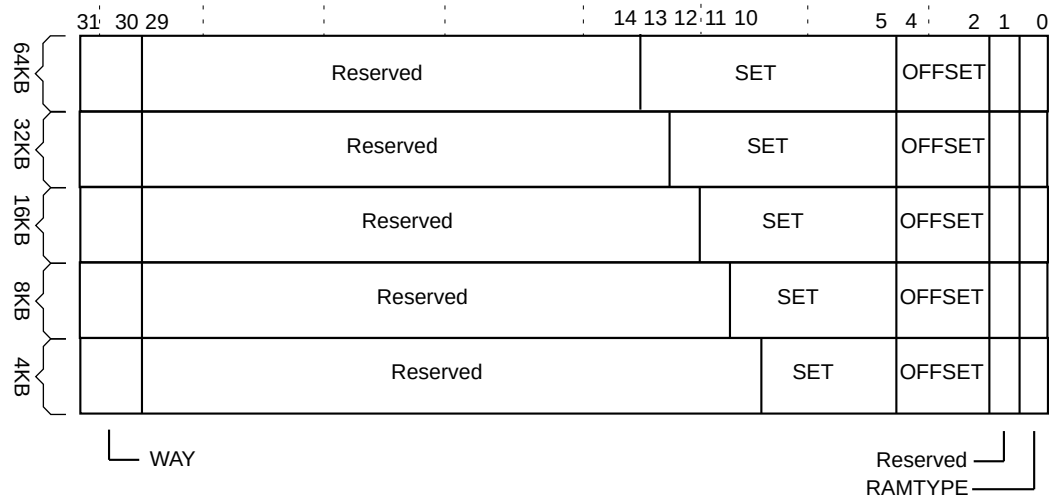 31 30 29 14 13 12 11 10 5 4 2 1 0
64KB Reserved SET OFFSET
32KB Reserved SET OFFSET
16KB Reserved SET OFFSET
8KB Reserved SET OFFSET
4KB Reserved SET OFFSET
WAY Reserved
RAMTYPE